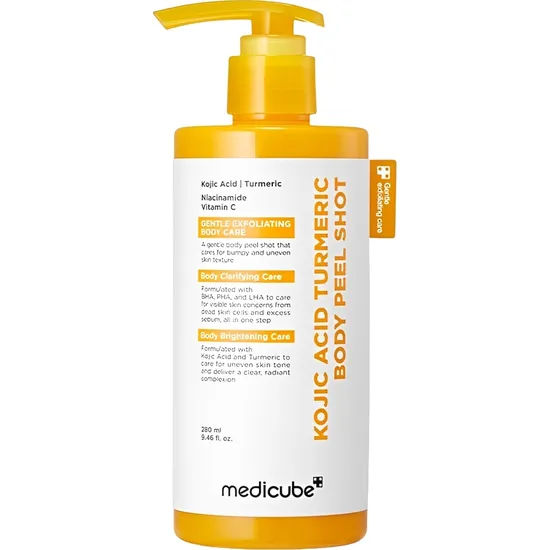 Kojic Acid | Turmeric
Niacinamide
Vitamin C
GENTLE EXFOLIATING
BODY CARE
A gentle body peel shot that
cares for bumpy and uneven
skin texture
Body Clarifying Care
Formulated with
BHA, PHA, and LHA to care
for visible skin concerns from
dead skin cells and excess
sebum, all in one step
Body Brightening Care
Formulated with
Kojic Acid and Turmeric to
care for uneven skin tone
and deliver a clear, radiant
complexion
280 ml
9.46 fl. oz.
KOJIC ACID TURMERIC
BODY PEEL SHOT
Gentle
exfoliating care
medicube